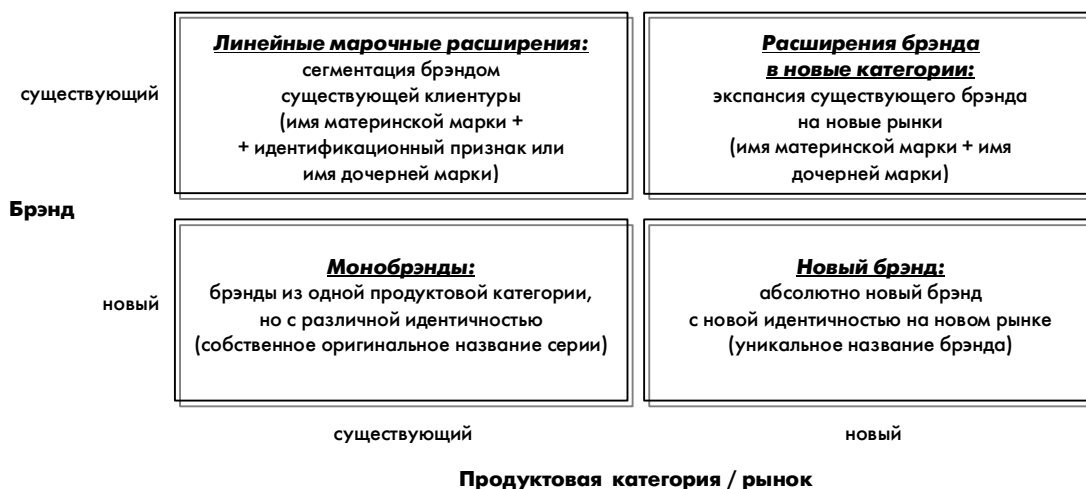 Линейные марочные расширения:
сегментация брэндом
существующей клиентуры
(имя материнской марки +
+ идентификационный признак или
имя дочерней марки)
Расширения брэнда
в новые категории:
экспансия существующего брэнда
на новые рынки
(имя материнской марки + имя
дочерней марки)
существующий
Брэнд
Монобрэнды:
брэнды из одной продуктовой категории,
но с различной идентичностью
(собственное оригинальное название серии)
Новый брэнд:
абсолютно новый брэнд
с новой идентичностью на новом рынке
(уникальное название брэнда)
новый
существующий
новый
Продуктовая категория / рынок